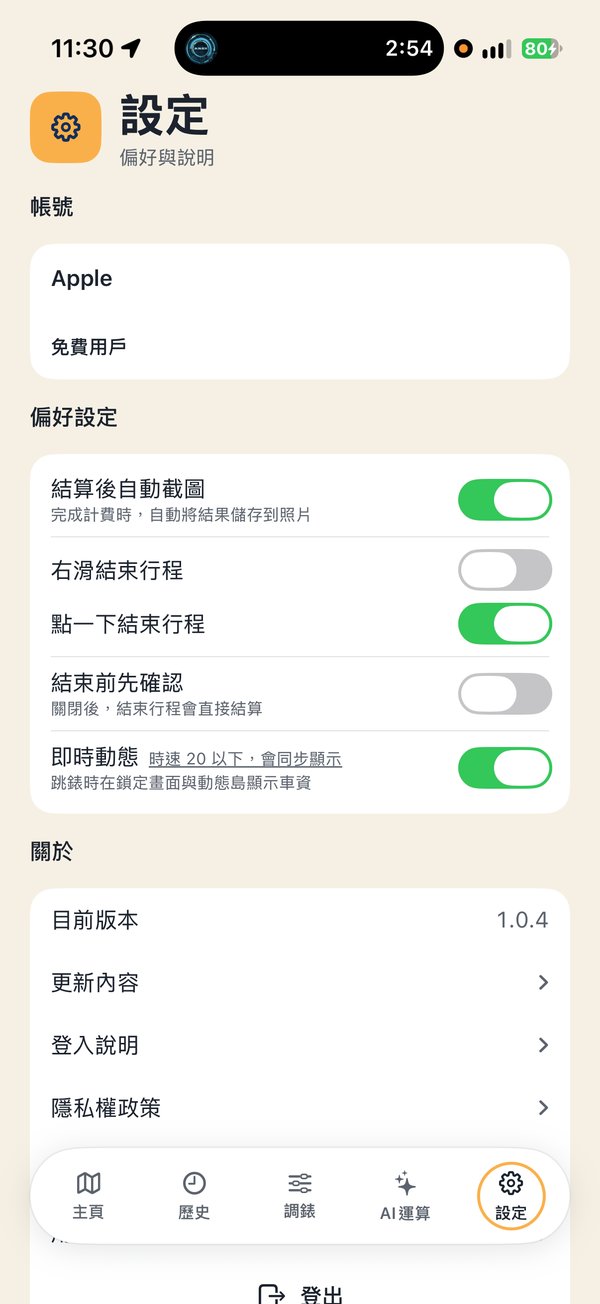 11:30
2:54
80
設定
偏好與說明
帳號
Apple
免費用戶
偏好設定
結算後自動截圖
完成計費時，自動將結果儲存到照片
右滑結束行程
點一下結束行程
結束前先確認
關閉後，結束行程會直接結算
即時動態 時速 20 以下，會同步顯示
跳錶時在鎖定畫面與動態島顯示車資
關於
目前版本 1.0.4
更新內容
登入說明
隱私權政策
主頁
歷史
調錶
AI運算
設定
登出